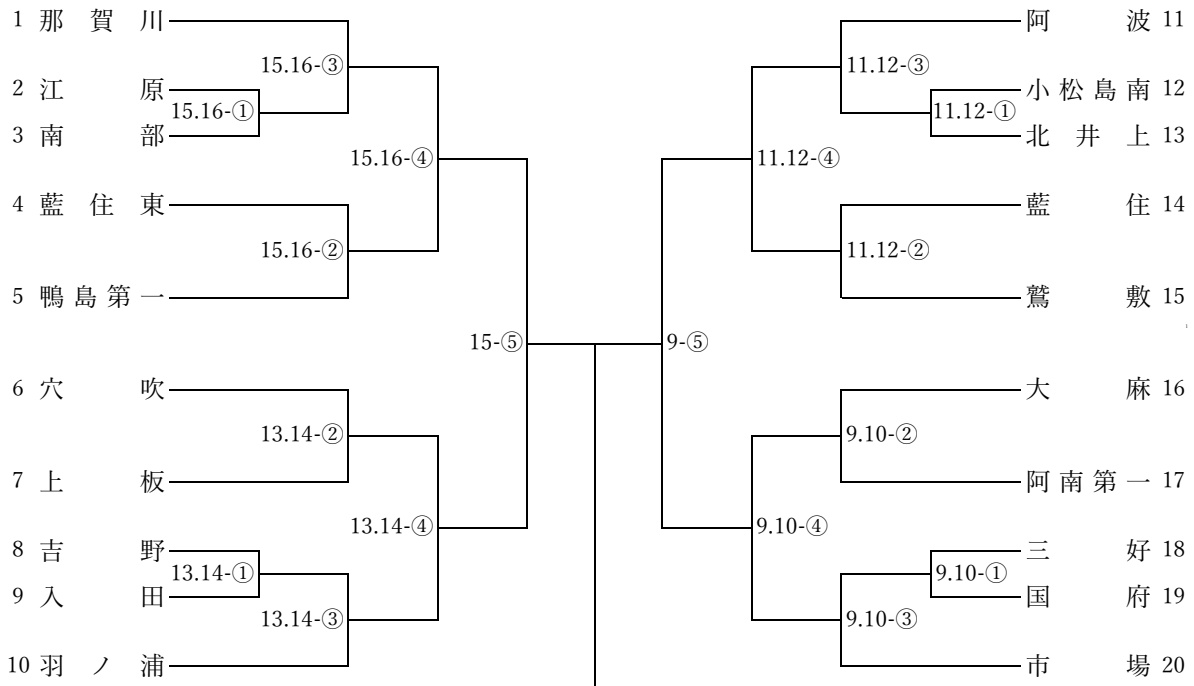 1 那賀川
15.16-③
2 江原
15.16-①
3 南部
15.16-④
4 藍住東
15.16-②
5 鴨島第一
15-⑤
6 穴吹
13.14-②
7 上板
13.14-④
8 吉野
13.14-①
9 入田
13.14-③
10 羽ノ浦
阿波 11
11.12-③
小松島南 12
11.12-①
北井上 13
11.12-④
藍住 14
11.12-②
鷲敷 15
9-⑤
大麻 16
9.10-②
阿南第一 17
9.10-④
三好 18
9.10-①
国府 19
9.10-③
市場 20